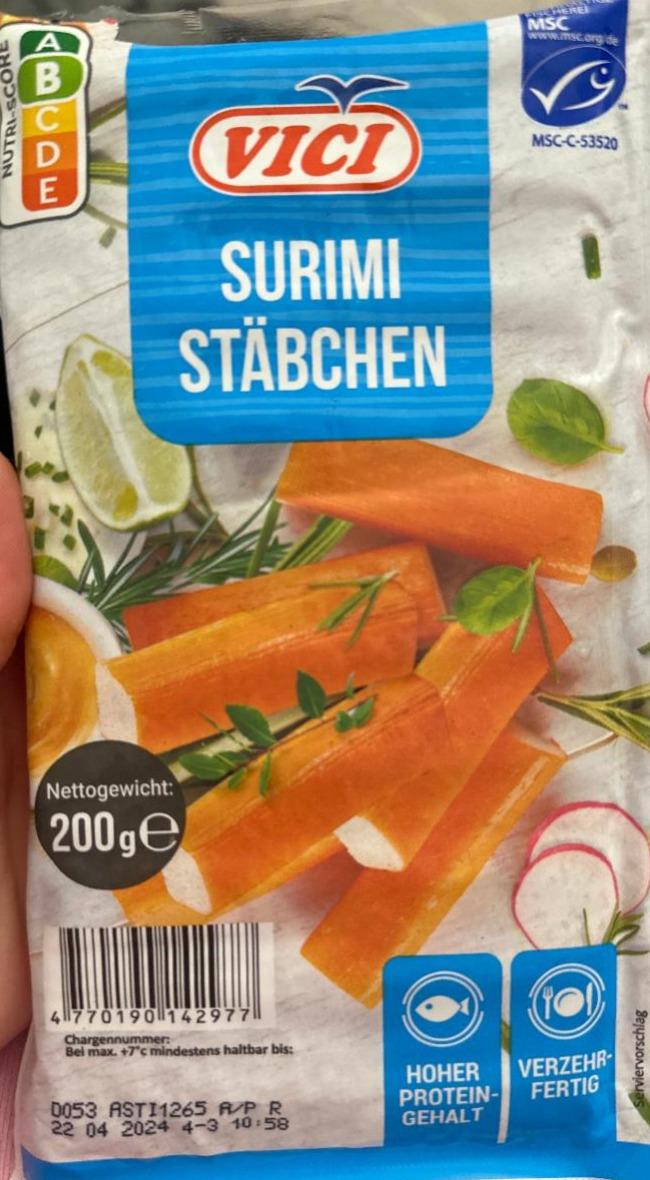 NUTRI-SCORE
A
B
C
D
E
MSC
www.msc.org/de
™
MSC-C-53520
VICI
SURIMI
STÄBCHEN
Nettogewicht:
200g℮
4 770190 142977
Chargennummer:
Bei max. +7°c mindestens haltbar bis:
D053 ASTI1265 A/P R
22 04 2024 4-3 10:58
HOHER
PROTEIN-
GEHALT
VERZEHR-
FERTIG
Serviervorschlag